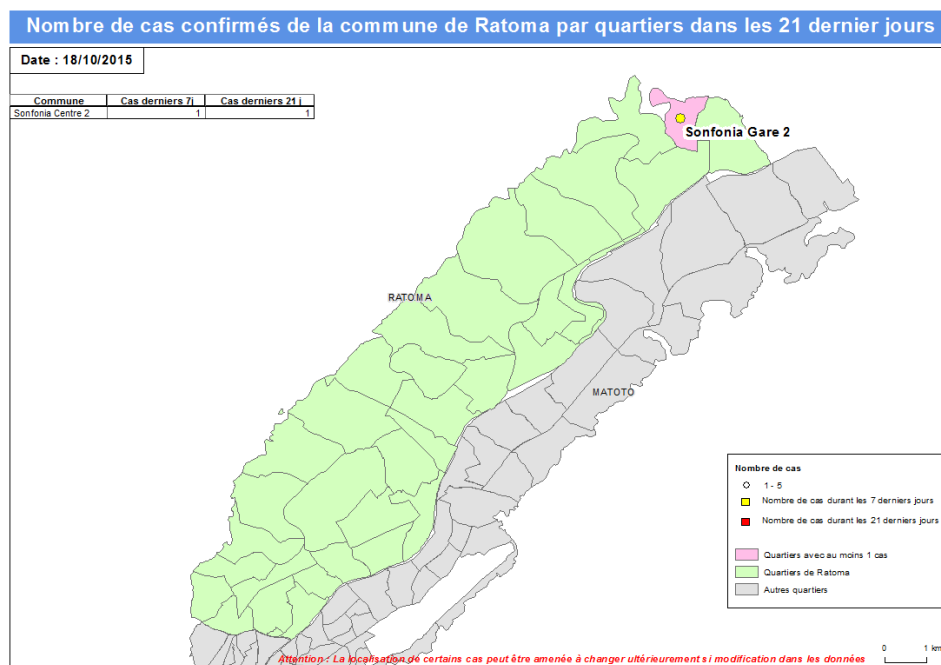 Nombre de cas confirmés de la commune de Ratoma par quartiers dans les 21 dernier jours
Date : 18/10/2015
Commune Cas derniers 7j Cas derniers 21 j
Sonfonia Centre 2 1 1
Sonfonia Gare 2
RATOMA
MATOTO
Nombre de cas
1 - 5
Nombre de cas durant les 7 derniers jours
Nombre de cas durant les 21 derniers jours
Quartiers avec au moins 1 cas
Quartiers de Ratoma
Autres quartiers
Attention : La localisation de certains cas peut être amenée à changer ultérieurement si modification dans les données
0 1 km